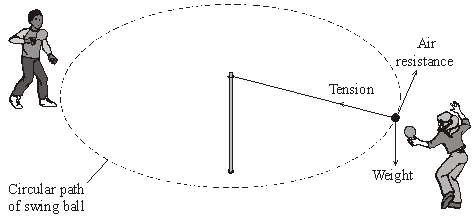 Air
resistance
Tension
Weight
Circular path
of swing ball